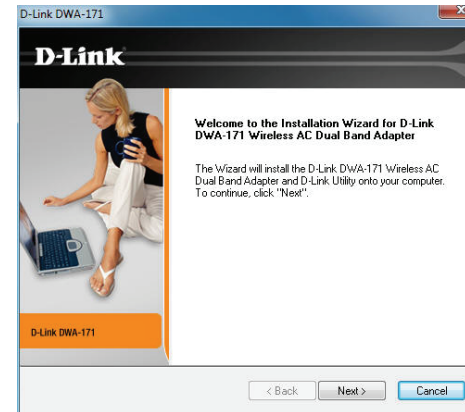 D-Link DWA-171
D-Link
Welcome to the Installation Wizard for D-Link
DWA-171 Wireless AC Dual Band Adapter
The Wizard will install the D-Link DWA-171 Wireless AC
Dual Band Adapter and D-Link Utility onto your computer.
To continue, click "Next".
D-Link DWA-171
< Back
Next >
Cancel